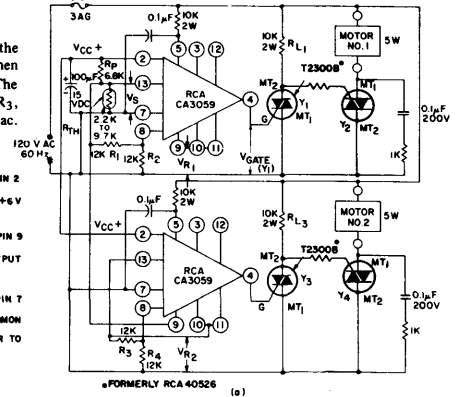 3AG
the
nen
The
R3,
ac.
120 V AC
60 Hz
PIN 2
+6 V
PIN 9
PUT
PIN 7
MON
R TO
0.1µF
10K
2W
5
3
12
VCC+
2
RP
6.8K
100µF
+
15
VDC
13
VS
RCA
CA3059
4
7
RTH
2.2 K
TO
9.7K
8
12K R1
12K
R2
9
10
11
VR1
VGATE
(Y1)
G
10K
2W
RL1
MT2
T2300B
Y1
MT1
MOTOR
NO.1
5W
MT1
Y2
MT2
0.1µF
200V
1K
0.1µF
10K
2W
5
3
12
VCC+
2
13
RCA
CA3059
4
7
8
12K
R3
R4
12K
9
10
11
VR2
G
10K
2W
RL3
MT2
T2300B
Y3
MT1
MOTOR
NO.2
5W
MT1
Y4
MT2
0.1µF
200V
1K
FORMERLY RCA 40526
(a)